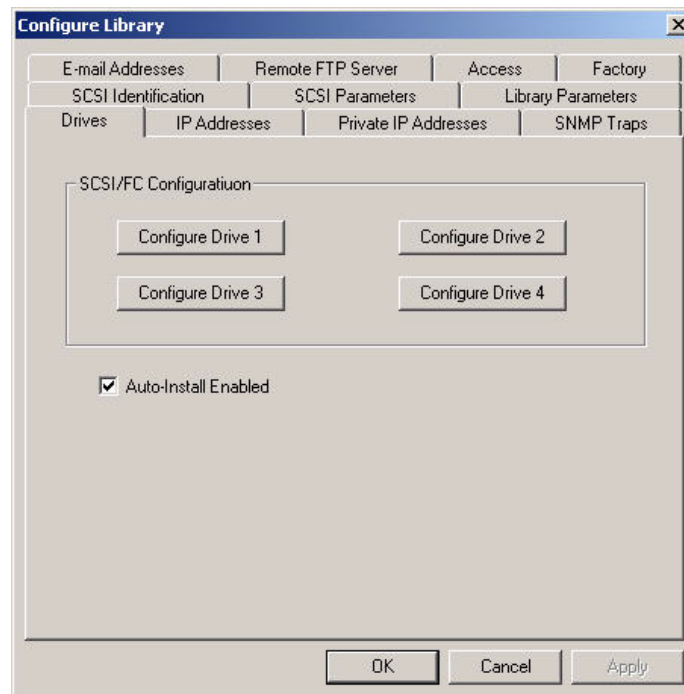 Configure Library
E-mail Addresses Remote FTP Server Access Factory
SCSI Identification SCSI Parameters Library Parameters
Drives IP Addresses Private IP Addresses SNMP Traps
SCSI/FC Configuratiuon
Configure Drive 1 Configure Drive 2
Configure Drive 3 Configure Drive 4
Auto-Install Enabled
OK Cancel Apply